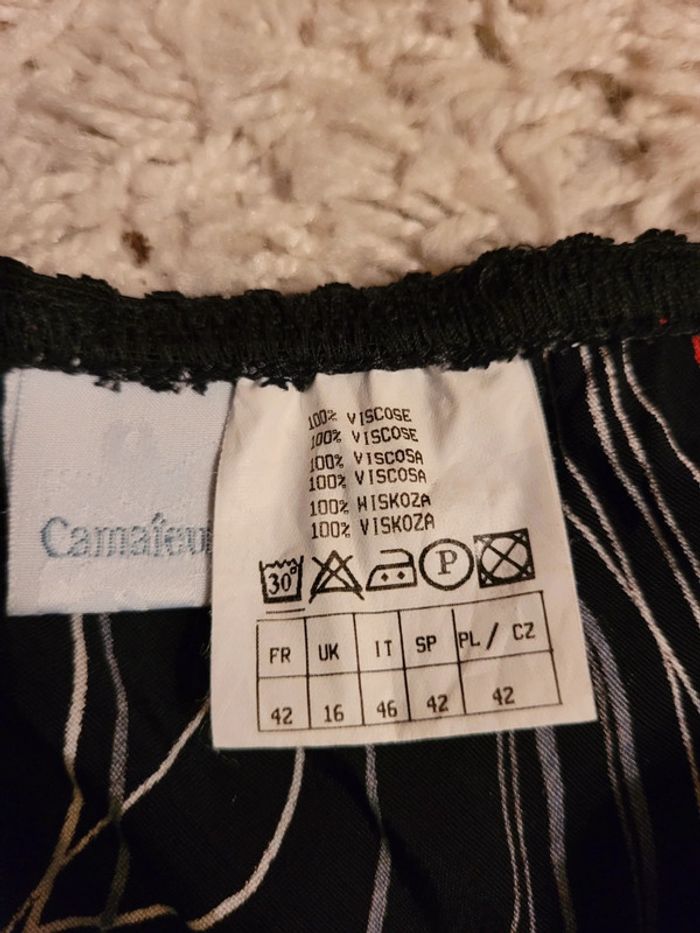 Camaïeu
100% VISCOSE
100% VISCOSE
100% VISCOSA
100% VISCOSA
100% WISKOZA
100% VISKOZA
30° P
FR UK IT SP PL / CZ
42 16 46 42 42